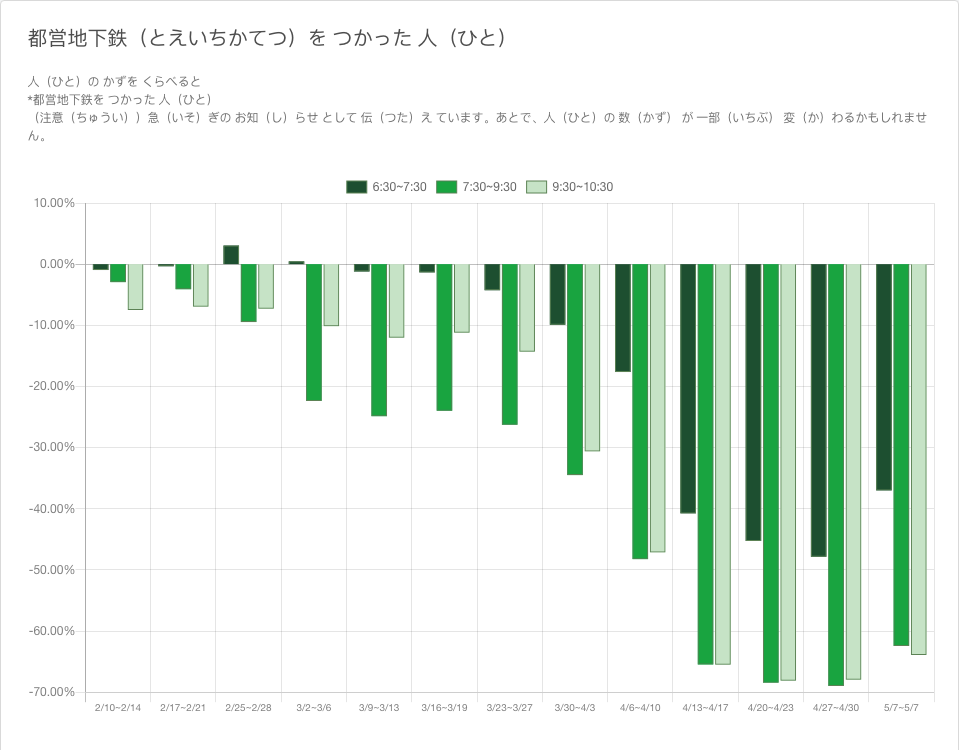 都営地下鉄（とえいちかてつ）を つかった 人（ひと）
人（ひと）の かずを くらべると
*都営地下鉄を つかった 人（ひと）
（注意（ちゅうい））急（いそ）ぎの お知（し）らせ として 伝（つた）え ています。あとで、人（ひと）の 数（かず） が 一部（いちぶ） 変（か）わるかもしれませ
ん。
6:30~7:30 7:30~9:30 9:30~10:30
10.00%
0.00%
-10.00%
-20.00%
-30.00%
-40.00%
-50.00%
-60.00%
-70.00%
2/10~2/14 2/17~2/21 2/25~2/28 3/2~3/6 3/9~3/13 3/16~3/19 3/23~3/27 3/30~4/3 4/6~4/10 4/13~4/17 4/20~4/23 4/27~4/30 5/7~5/7